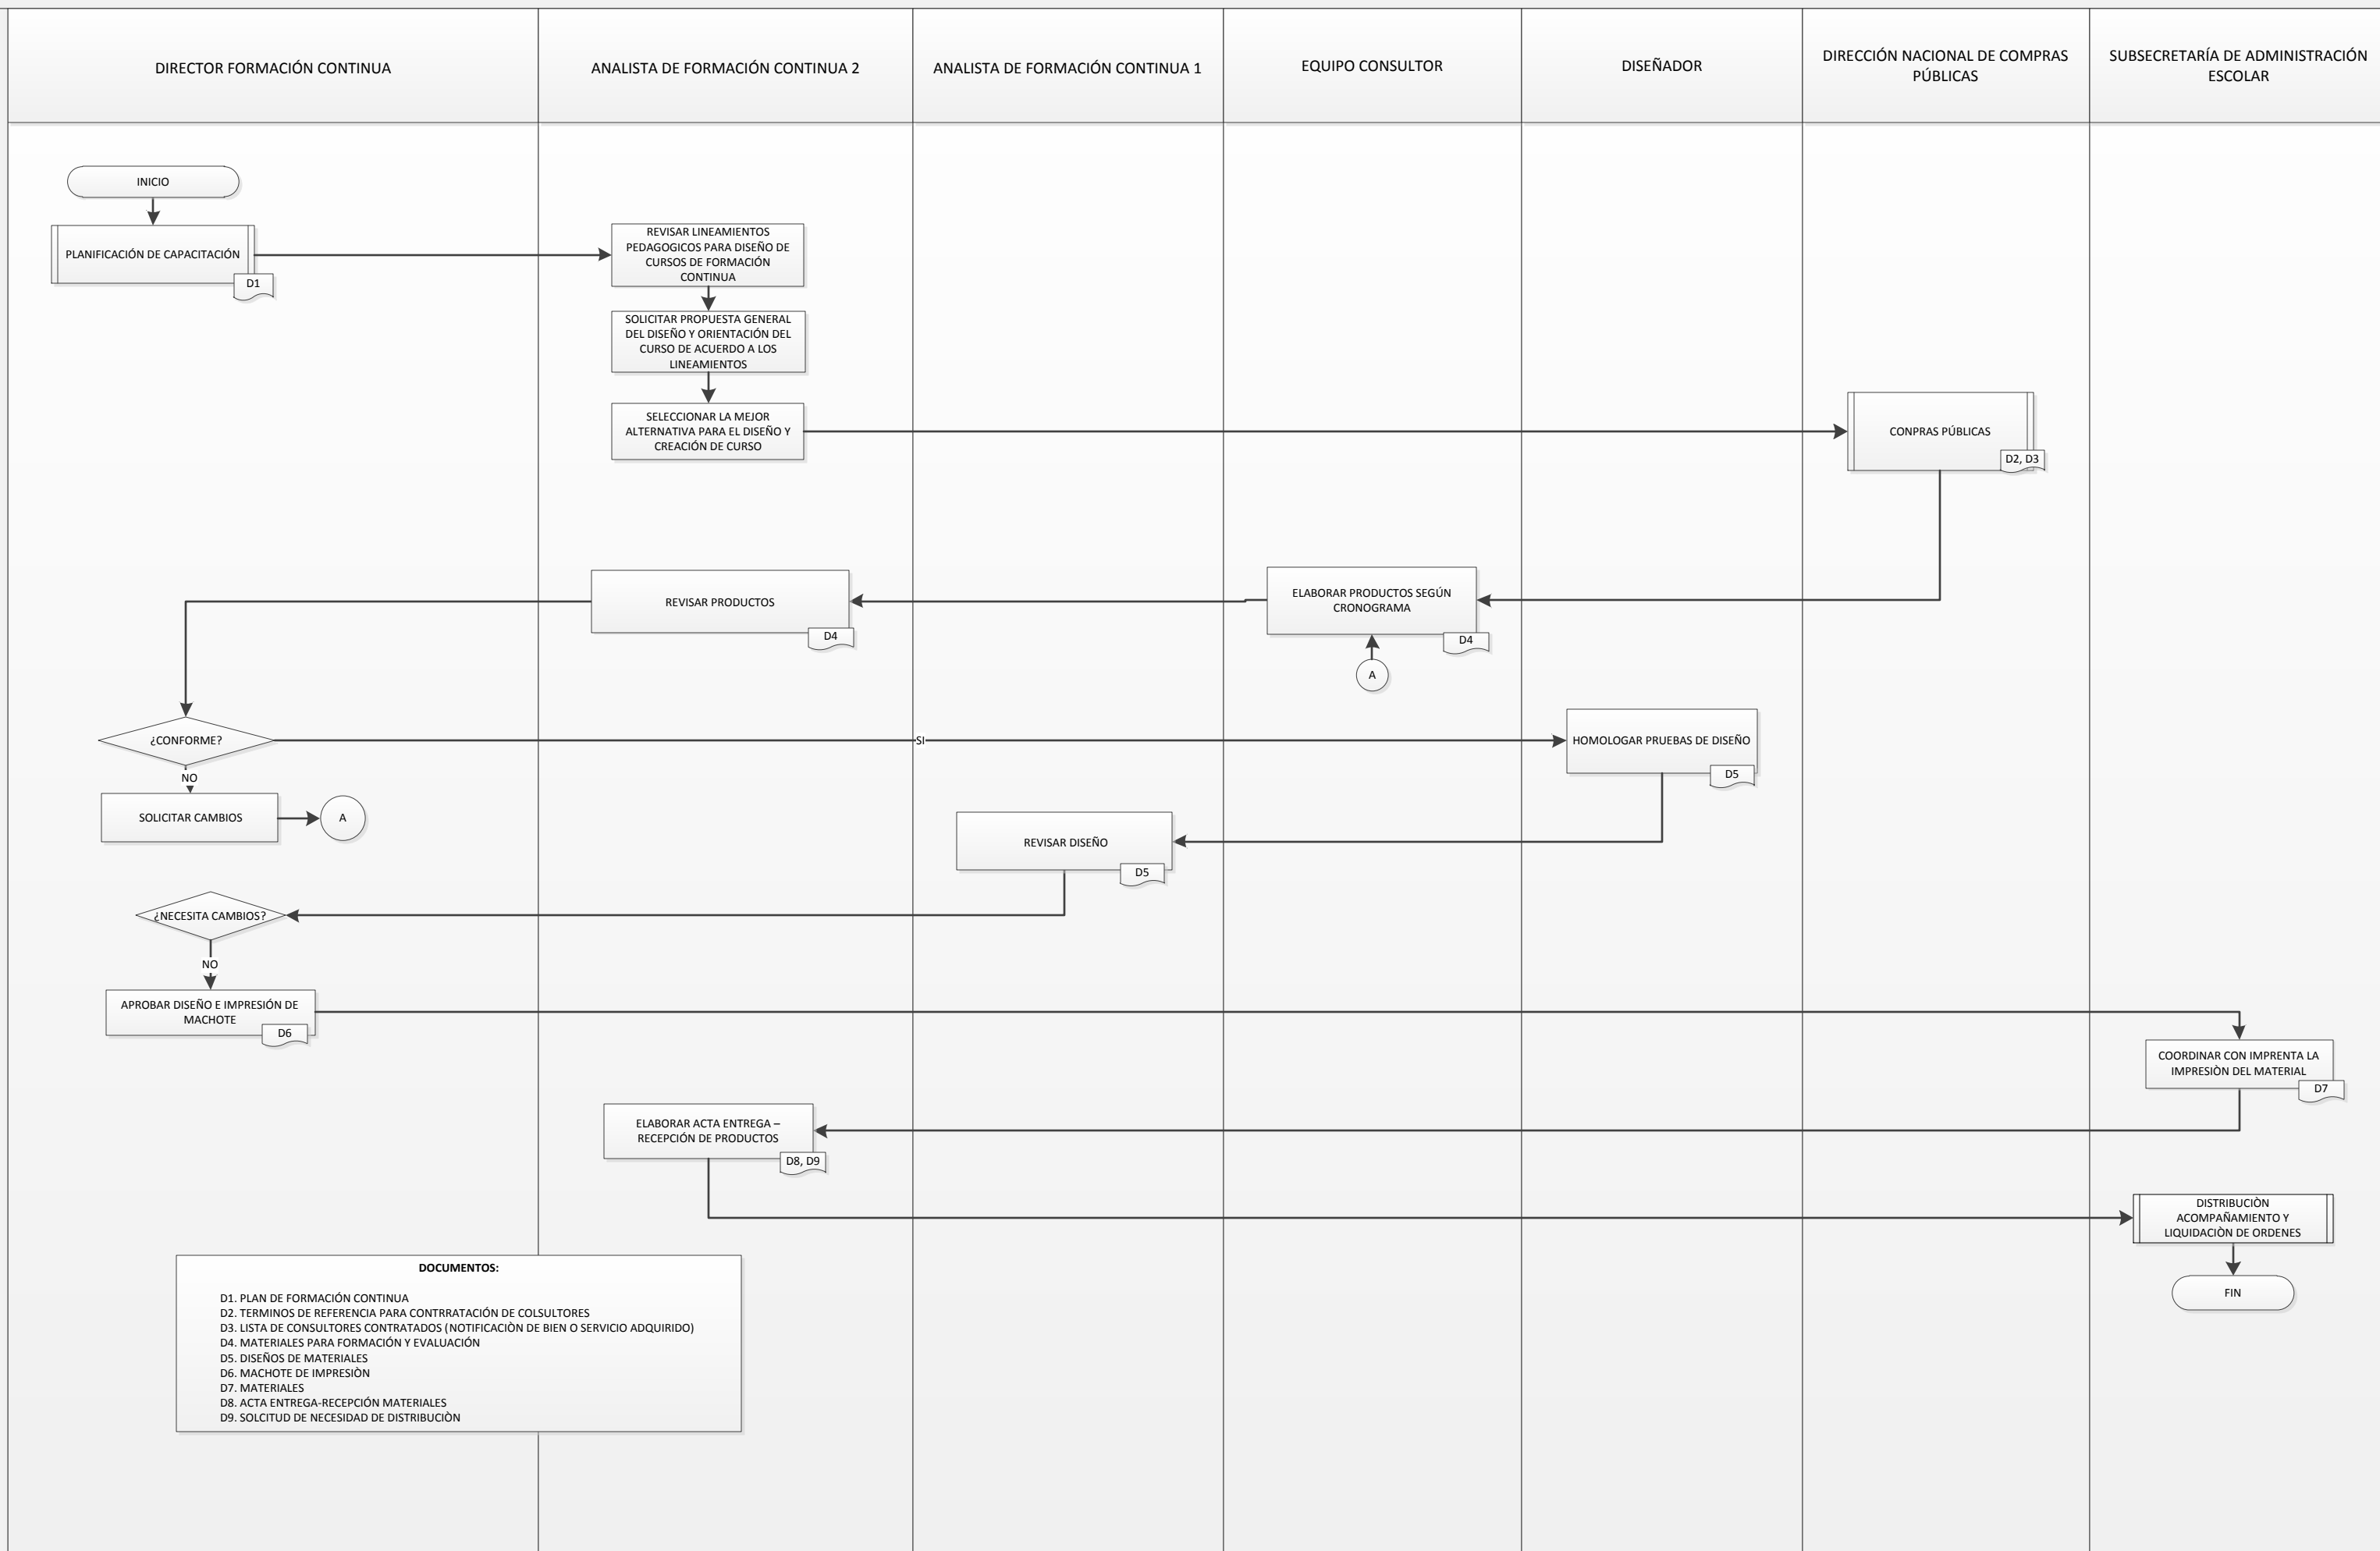 DIRECTOR FORMACIÓN CONTINUA
ANALISTA DE FORMACIÓN CONTINUA 2
ANALISTA DE FORMACIÓN CONTINUA 1
EQUIPO CONSULTOR
DISEÑADOR
DIRECCIÓN NACIONAL DE COMPRAS
PÚBLICAS
SUBSECRETARÍA DE ADMINISTRACIÓN
ESCOLAR
INICIO
PLANIFICACIÓN DE CAPACITACIÓN
D1
REVISAR LINEAMIENTOS
PEDAGOGICOS PARA DISEÑO DE
CURSOS DE FORMACIÓN
CONTINUA
SOLICITAR PROPUESTA GENERAL
DEL DISEÑO Y ORIENTACIÓN DEL
CURSO DE ACUERDO A LOS
LINEAMIENTOS
SELECCIONAR LA MEJOR
ALTERNATIVA PARA EL DISEÑO Y
CREACIÓN DE CURSO
CONPRAS PÚBLICAS
D2, D3
REVISAR PRODUCTOS
D4
ELABORAR PRODUCTOS SEGÚN
CRONOGRAMA
D4
A
¿CONFORME?
SI
HOMOLOGAR PRUEBAS DE DISEÑO
D5
NO
SOLICITAR CAMBIOS
A
REVISAR DISEÑO
D5
¿NECESITA CAMBIOS?
NO
APROBAR DISEÑO E IMPRESIÓN DE
MACHOTE
D6
COORDINAR CON IMPRENTA LA
IMPRESIÒN DEL MATERIAL
D7
ELABORAR ACTA ENTREGA –
RECEPCIÓN DE PRODUCTOS
D8, D9
DISTRIBUCIÒN
ACOMPAÑAMIENTO Y
LIQUIDACIÒN DE ORDENES
FIN
DOCUMENTOS:
D1. PLAN DE FORMACIÓN CONTINUA
D2. TERMINOS DE REFERENCIA PARA CONTRRATACIÓN DE COLSULTORES
D3. LISTA DE CONSULTORES CONTRATADOS (NOTIFICACIÒN DE BIEN O SERVICIO ADQUIRIDO)
D4. MATERIALES PARA FORMACIÓN Y EVALUACIÓN
D5. DISEÑOS DE MATERIALES
D6. MACHOTE DE IMPRESIÒN
D7. MATERIALES
D8. ACTA ENTREGA-RECEPCIÓN MATERIALES
D9. SOLCITUD DE NECESIDAD DE DISTRIBUCIÒN